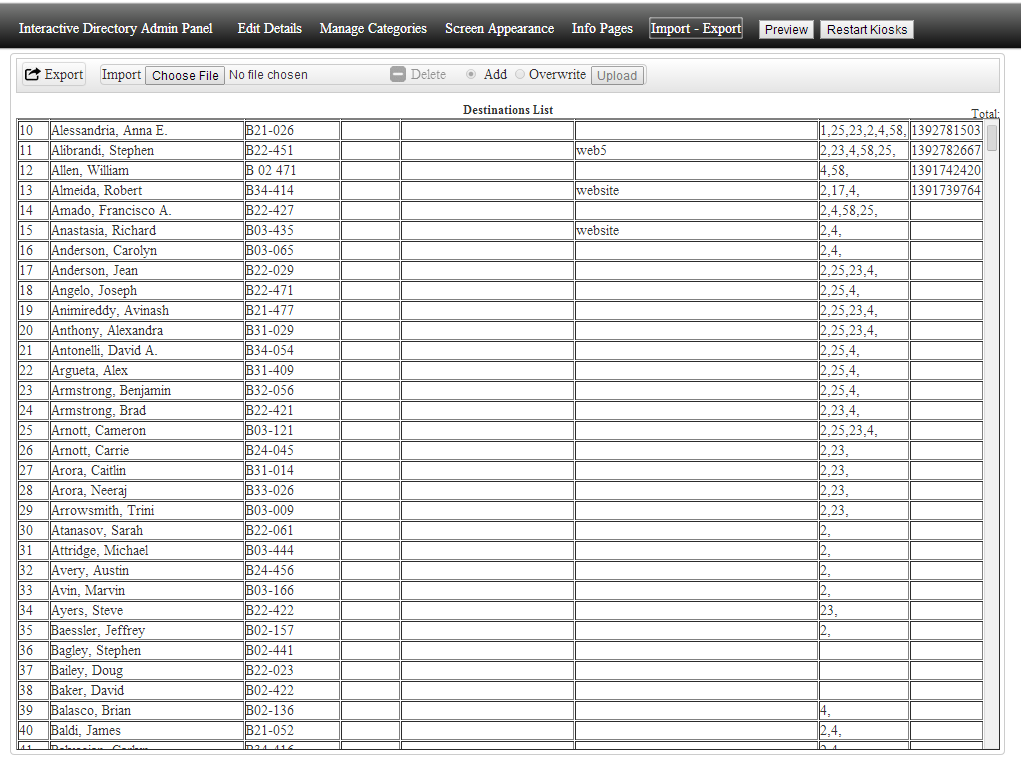 Interactive Directory Admin Panel Edit Details Manage Categories Screen Appearance Info Pages Import - Export Preview Restart Kiosks
Export Import Choose File No file chosen Delete Add Overwrite Upload
Destinations List
Total:
10 Alessandria, Anna E. B21-026 1,25,23,2,4,58, 1392781503
11 Alibrandi, Stephen B22-451 web5 2,23,4,58,25, 1392782667
12 Allen, William B 02 471 4,58, 1391742420
13 Almeida, Robert B34-414 website 2,17,4, 1391739764
14 Amado, Francisco A. B22-427 2,4,58,25,
15 Anastasia, Richard B03-435 website 2,4,
16 Anderson, Carolyn B03-065 2,4,
17 Anderson, Jean B22-029 2,25,23,4,
18 Angelo, Joseph B22-471 2,25,4,
19 Animireddy, Avinash B21-477 2,25,23,4,
20 Anthony, Alexandra B31-029 2,25,23,4,
21 Antonelli, David A. B34-054 2,25,4,
22 Argueta, Alex B31-409 2,25,4,
23 Armstrong, Benjamin B32-056 2,25,4,
24 Armstrong, Brad B22-421 2,23,4,
25 Arnott, Cameron B03-121 2,25,23,4,
26 Arnott, Carrie B24-045 2,23,
27 Arora, Caitlin B31-014 2,23,
28 Arora, Neeraj B33-026 2,23,
29 Arrowsmith, Trini B03-009 2,23,
30 Atanasov, Sarah B22-061 2,
31 Attridge, Michael B03-444 2,
32 Avery, Austin B24-456 2,
33 Avin, Marvin B03-166 2,
34 Ayers, Steve B22-422 23,
35 Baessler, Jeffrey B02-157 2,
36 Bagley, Stephen B02-441
37 Bailey, Doug B22-023
38 Baker, David B02-422
39 Balasco, Brian B02-136 4,
40 Baldi, James B21-052 2,4,